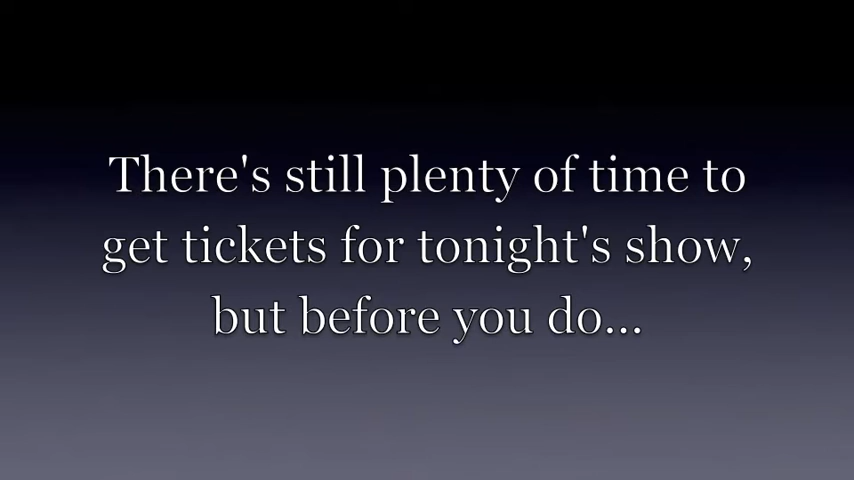 There's still plenty of time to
get tickets for tonight's show,
but before you do...